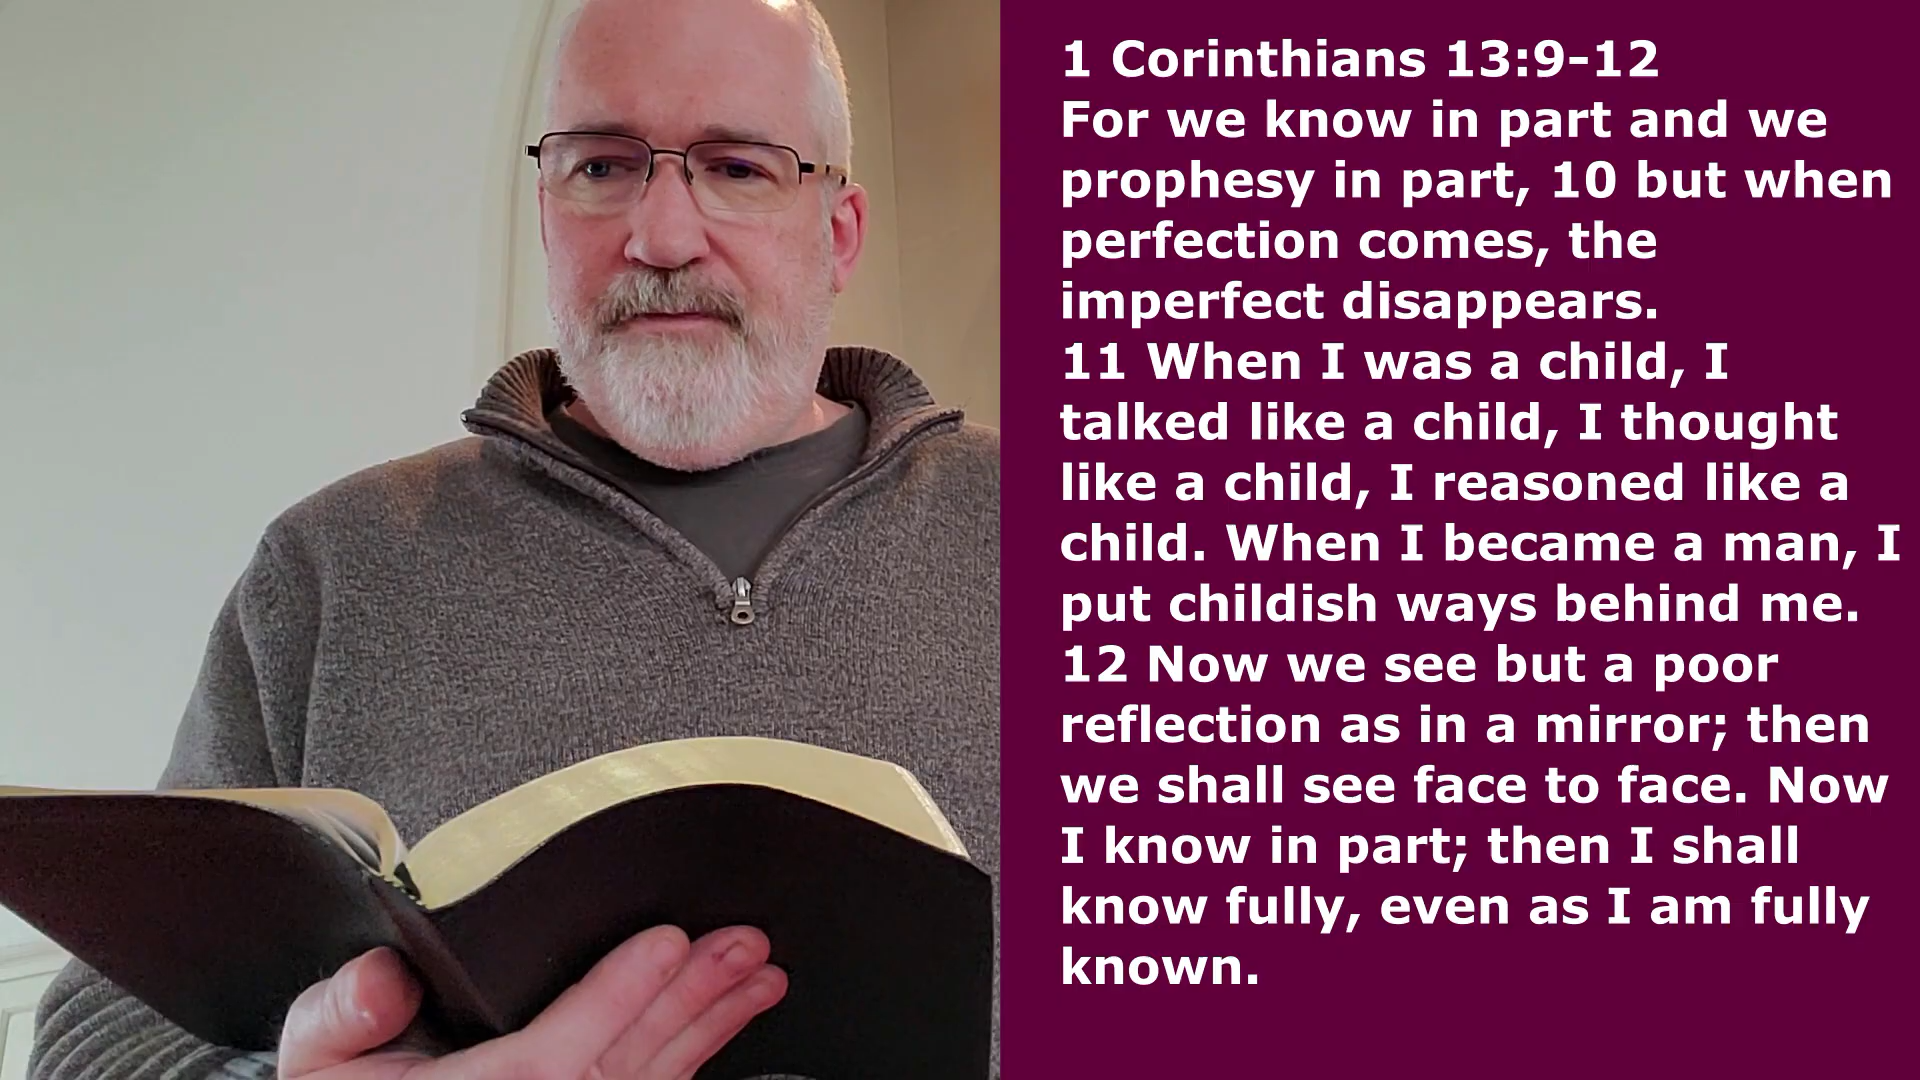 1 Corinthians 13:9-12
For we know in part and we
prophesy in part, 10 but when
perfection comes, the
imperfect disappears.
11 When I was a child, I
talked like a child, I thought
like a child, I reasoned like a
child. When I became a man, I
put childish ways behind me.
12 Now we see but a poor
reflection as in a mirror; then
we shall see face to face. Now
I know in part; then I shall
know fully, even as I am fully
known.